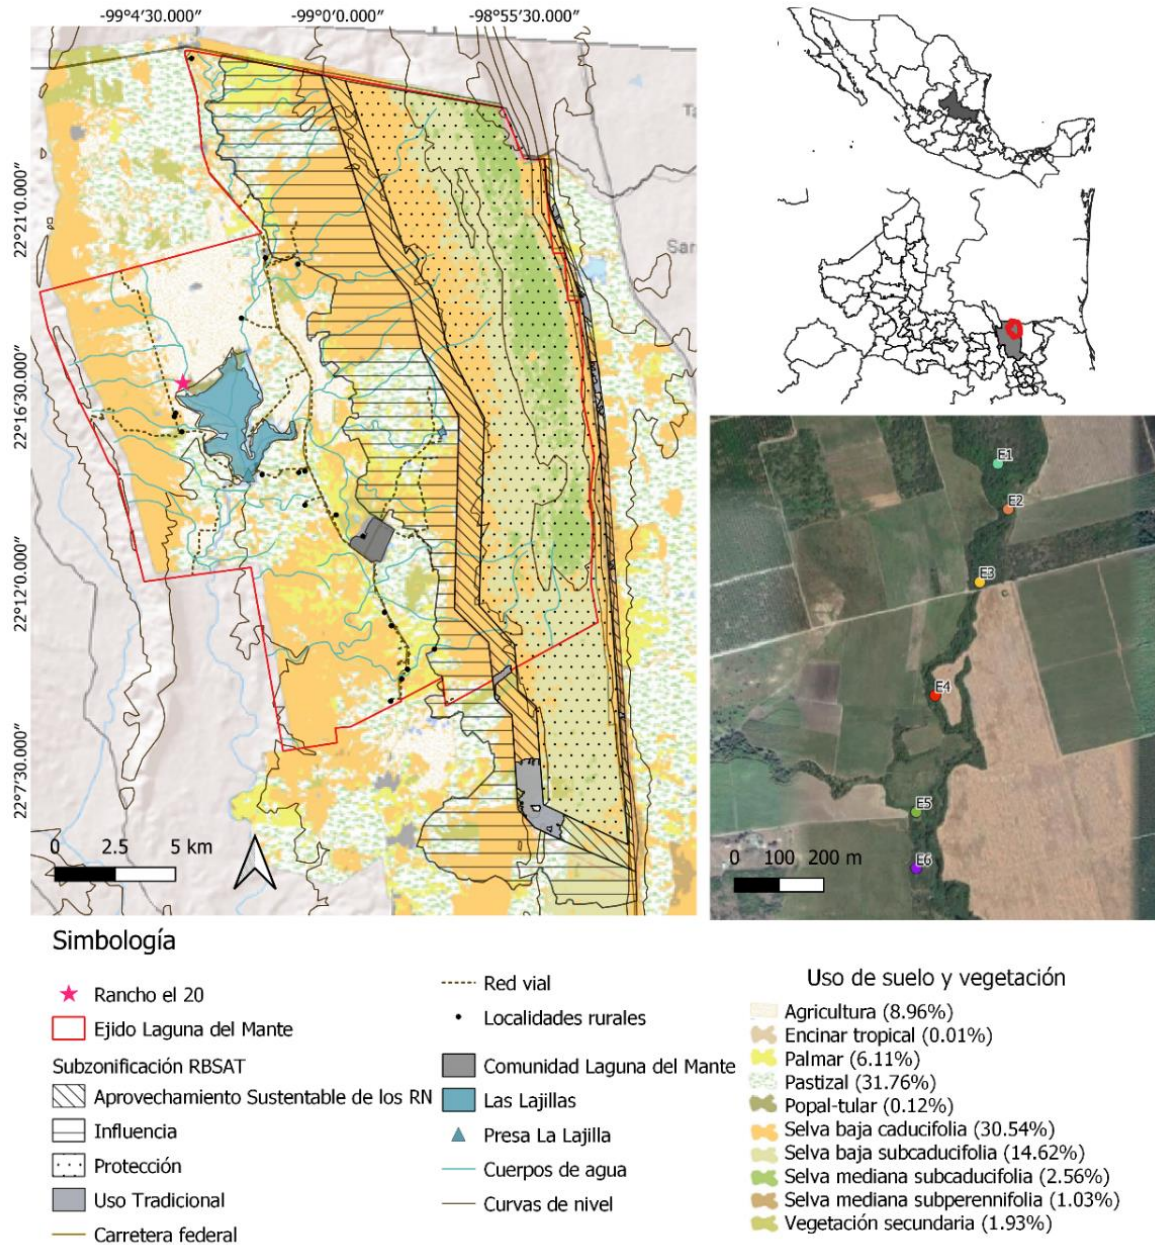 -99°4'30.000"
-99°0'0.000"
-98°55'30.000"
22°21'0.000"
22°16'30.000"
22°12'0.000"
22°7'30.000"
Ta
San
0 2.5 5 km
E1
E2
E3
E4
E5
E6
0 100 200 m
Simbología
Rancho el 20
Ejido Laguna del Mante
Subzonificación RBSAT
Aprovechamiento Sustentable de los RN
Influencia
Protección
Uso Tradicional
Carretera federal
Red vial
Localidades rurales
Comunidad Laguna del Mante
Las Lajillas
Presa La Lajilla
Cuerpos de agua
Curvas de nivel
Uso de suelo y vegetación
Agricultura (8.96%)
Encinar tropical (0.01%)
Palmar (6.11%)
Pastizal (31.76%)
Popal-tular (0.12%)
Selva baja caducifolia (30.54%)
Selva baja subcaducifolia (14.62%)
Selva mediana subcaducifolia (2.56%)
Selva mediana subperennifolia (1.03%)
Vegetación secundaria (1.93%)